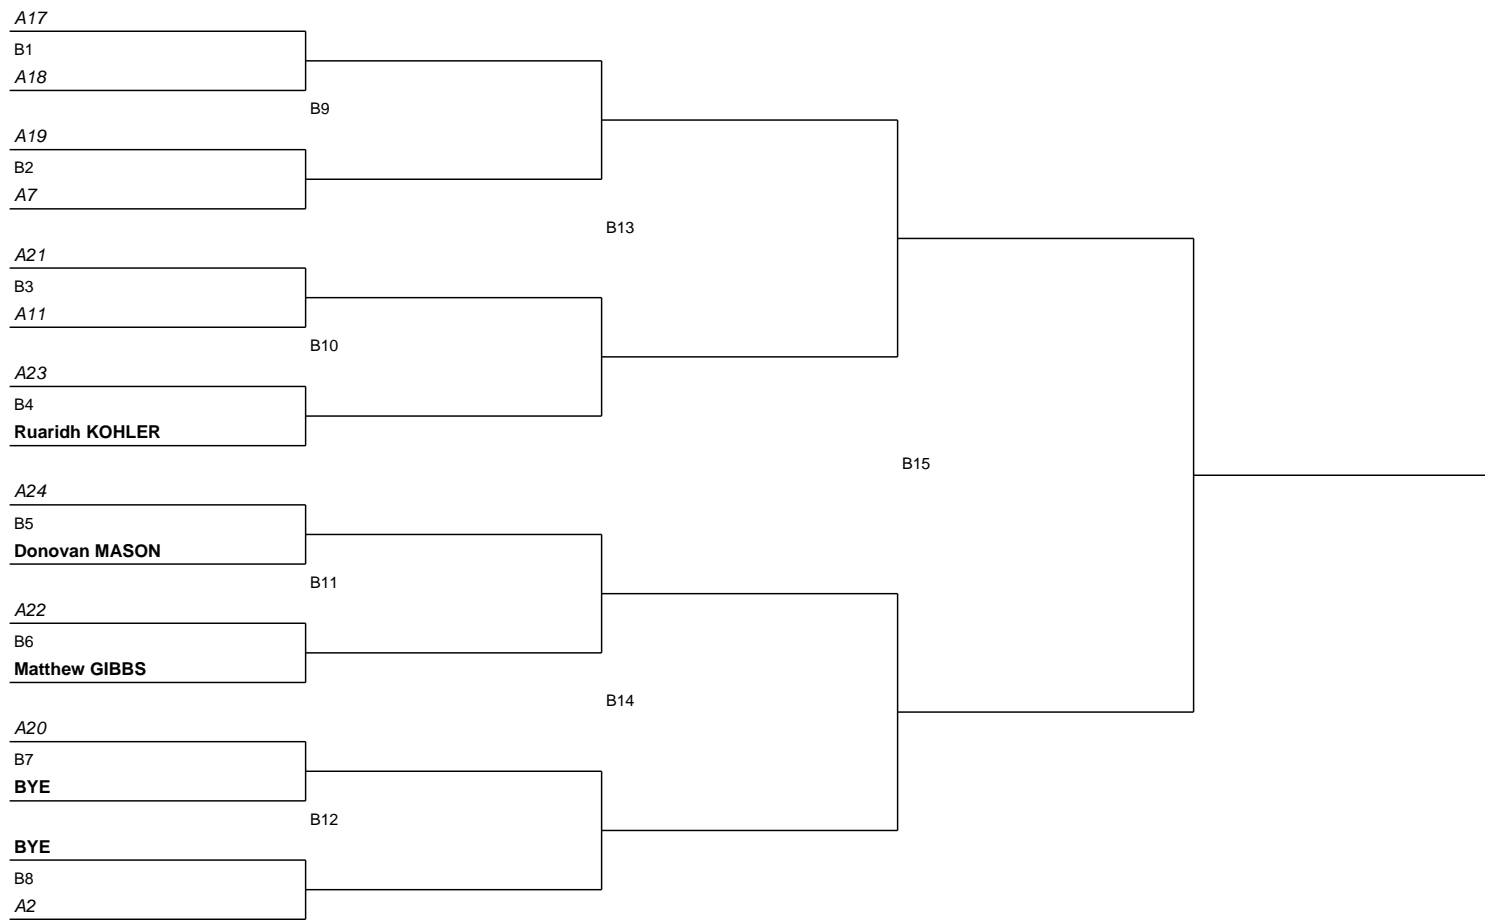 A17
B1
A18
B9
A19
B2
A7
B13
A21
B3
A11
B10
A23
B4
Ruaridh KOHLER
B15
A24
B5
Donovan MASON
B11
A22
B6
Matthew GIBBS
B14
A20
B7
BYE
B12
BYE
B8
A2